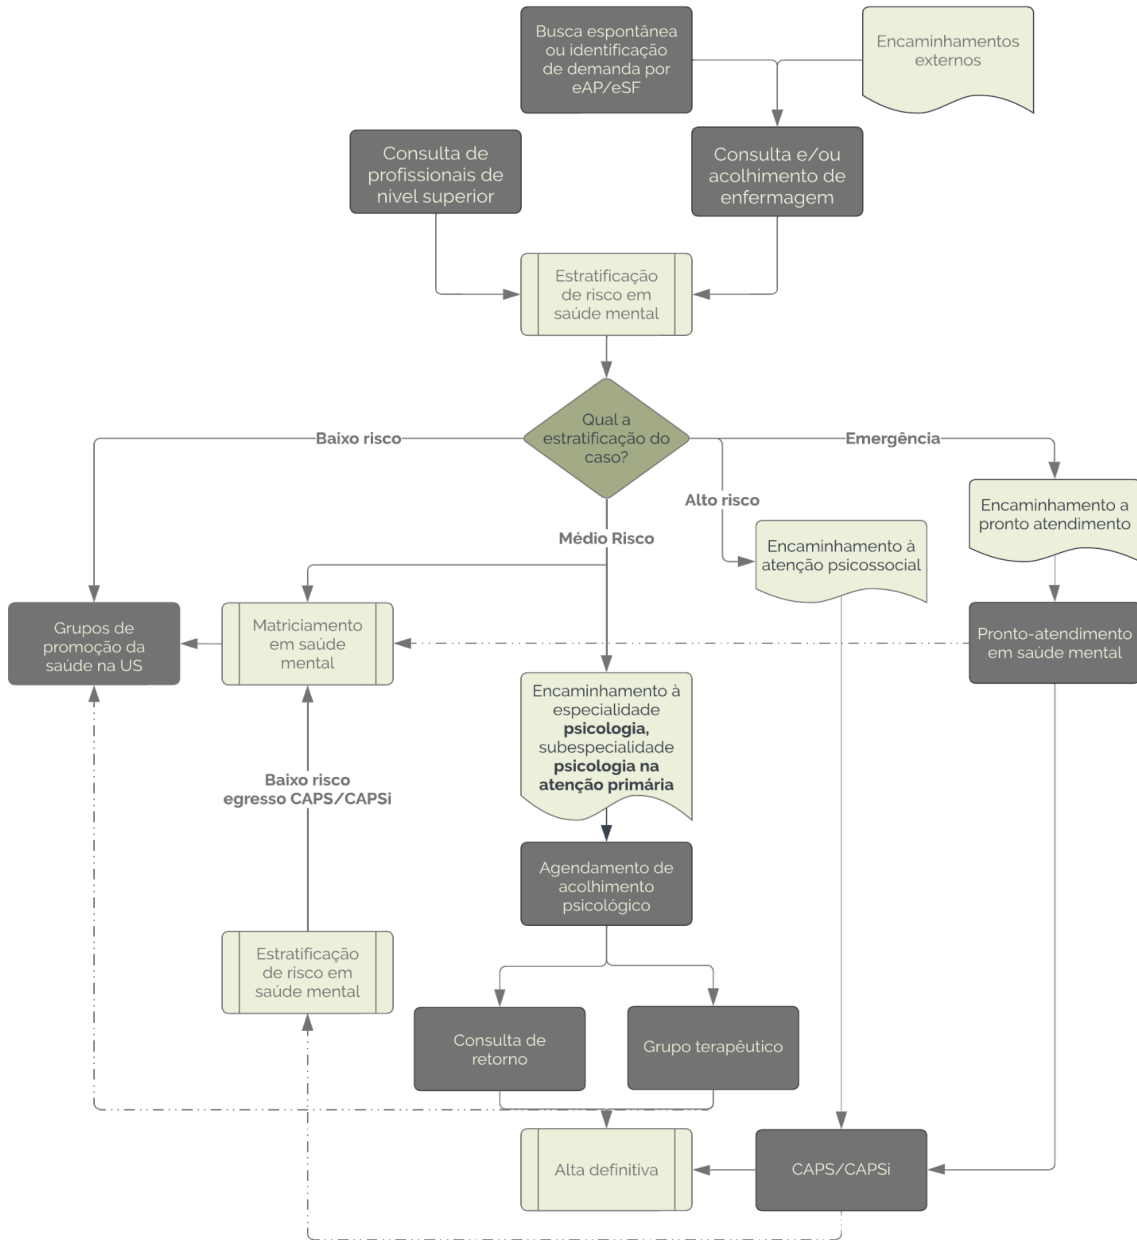 Busca espontânea
ou identificação
de demanda por
eAP/eSF
Encaminhamentos
externos
Consulta de
profissionais de
nível superior
Consulta e/ou
acolhimento de
enfermagem
Estratificação
de risco em
saúde mental
Qual a
estratificação do
caso?
Baixo risco
Emergência
Alto risco
Médio Risco
Encaminhamento a
pronto atendimento
Encaminhamento à
atenção psicossocial
Grupos de
promoção da
saúde na US
Matriciamento
em saúde
mental
Pronto-atendimento
em saúde mental
Encaminhamento à
especialidade
psicologia,
subespecialidade
psicologia na
atenção primária
Baixo risco
egresso CAPS/CAPSi
Agendamento de
acolhimento
psicológico
Estratificação
de risco em
saúde mental
Consulta de
retorno
Grupo terapêutico
Alta definitiva
CAPS/CAPSi